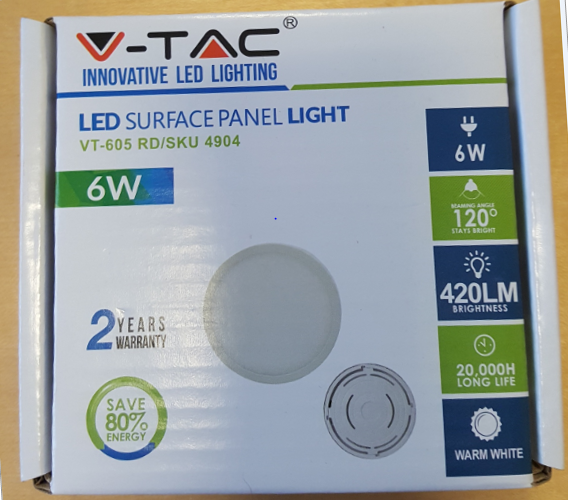 V-TAC®
INNOVATIVE LED LIGHTING
LED SURFACE PANEL LIGHT
VT-605 RD/SKU 4904
6W
6W
BEAMING ANGLE
120°
STAYS BRIGHT
420LM
BRIGHTNESS
20,000H
LONG LIFE
WARM WHITE
2 YEARS
WARRANTY
SAVE
80%
ENERGY